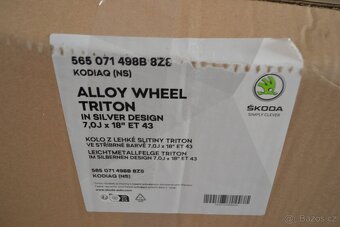 565 071 498B 8Z8
KODIAQ (NS)
ALLOY WHEEL
TRITON
IN SILVER DESIGN
7,0J x 18" ET 43
ŠKODA
SIMPLY CLEVER
KOLO Z LEHKÉ SLITINY TRITON
VE STŘÍBRNÉ BARVĚ 7,0J x 18" ET 43
LEICHTMETALLFELGE TRITON
IM SILBERNEN DESIGN 7,0J x 18" ET 43
565 071 498B 8Z8
KODIAQ (NS)